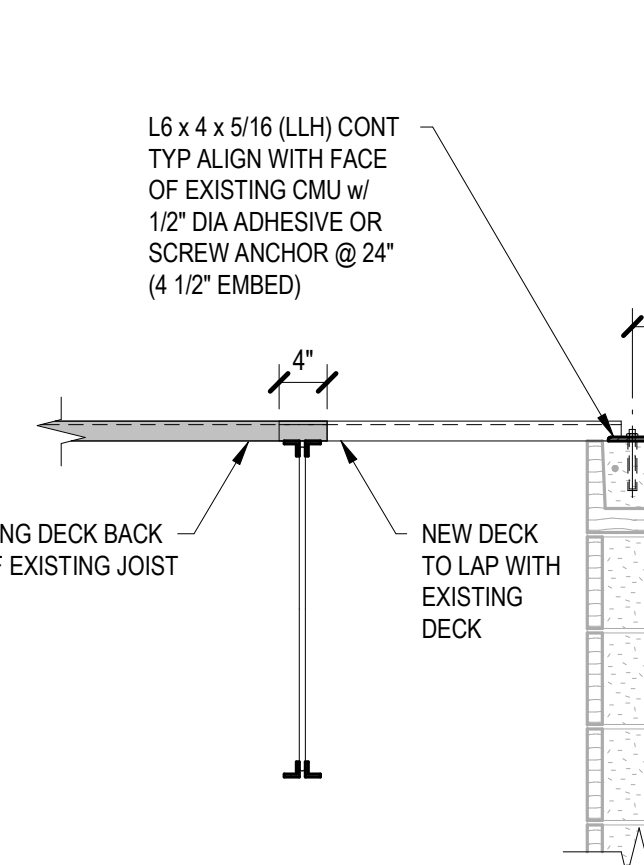 L6 x 4 x 5/16 (LLH) CONT
TYP ALIGN WITH FACE
OF EXISTING CMU w/
1/2" DIA ADHESIVE OR
SCREW ANCHOR @ 24"
(4 1/2" EMBED)
4"
NG DECK BACK
EXISTING JOIST
NEW DECK
TO LAP WITH
EXISTING
DECK